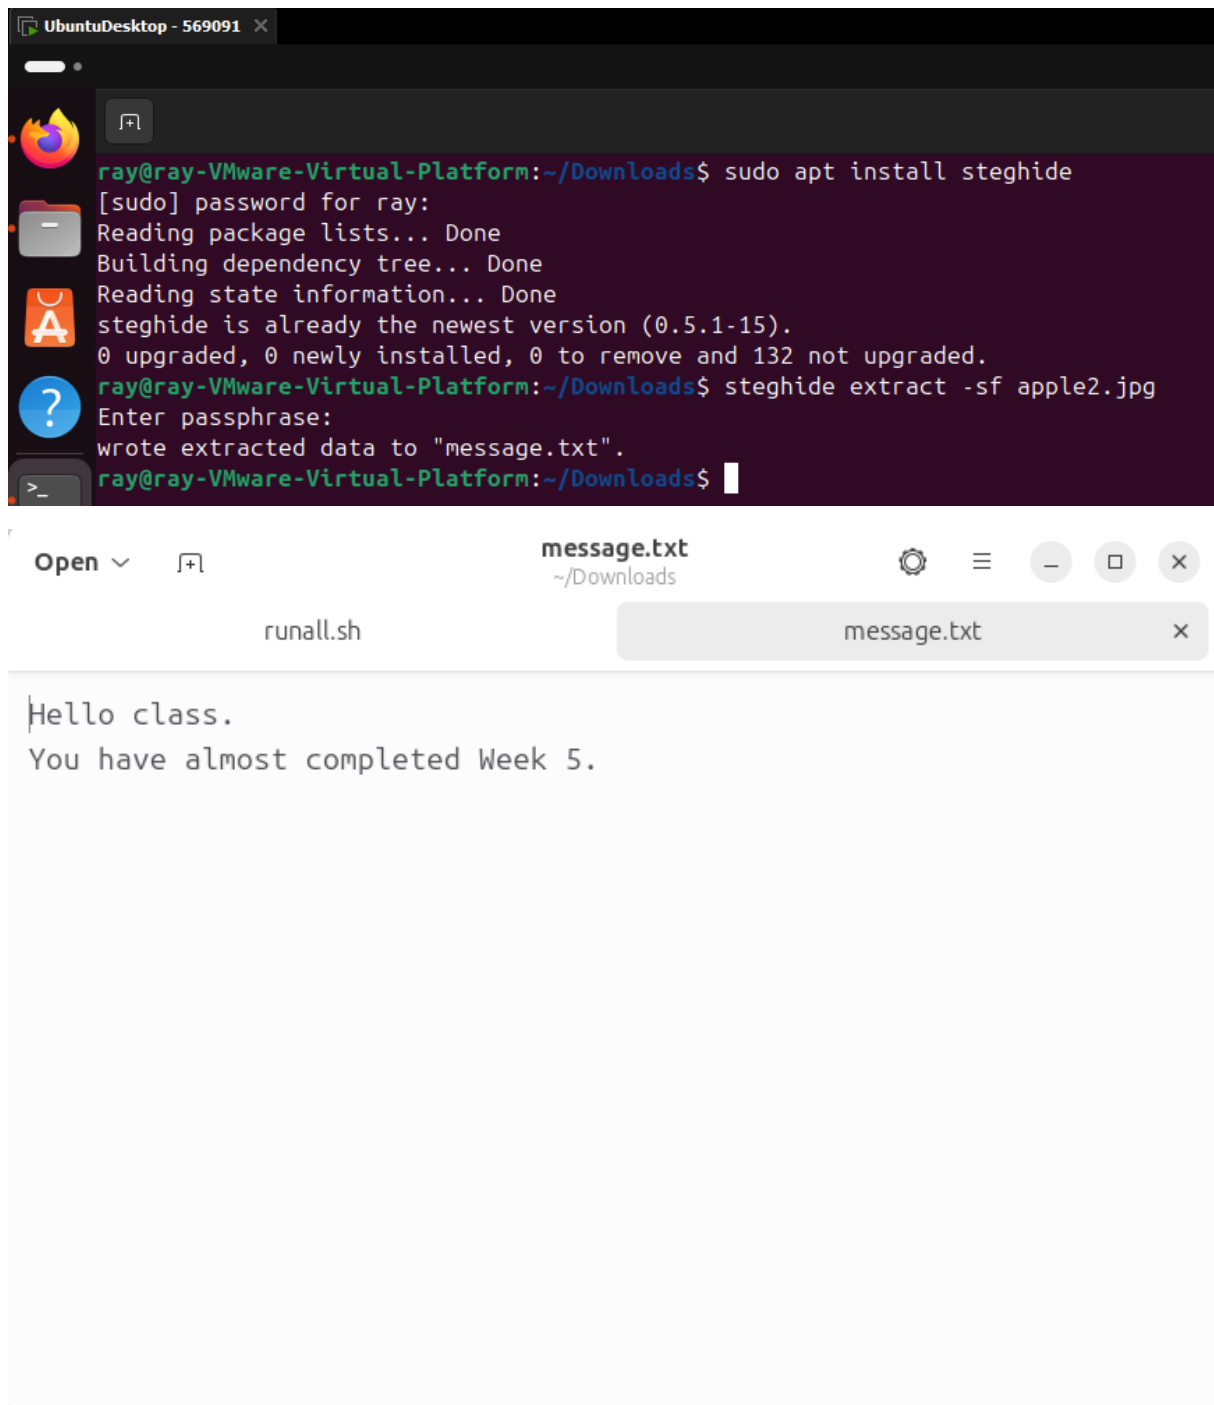 UbuntuDesktop - 569091
ray@ray-VMware-Virtual-Platform:~/Downloads$ sudo apt install steghide
[sudo] password for ray:
Reading package lists... Done
Building dependency tree... Done
Reading state information... Done
steghide is already the newest version (0.5.1-15).
0 upgraded, 0 newly installed, 0 to remove and 132 not upgraded.
ray@ray-VMware-Virtual-Platform:~/Downloads$ steghide extract -sf apple2.jpg
Enter passphrase:
wrote extracted data to "message.txt".
ray@ray-VMware-Virtual-Platform:~/Downloads$
Open
message.txt
~/Downloads
runall.sh
message.txt
Hello class.
You have almost completed Week 5.